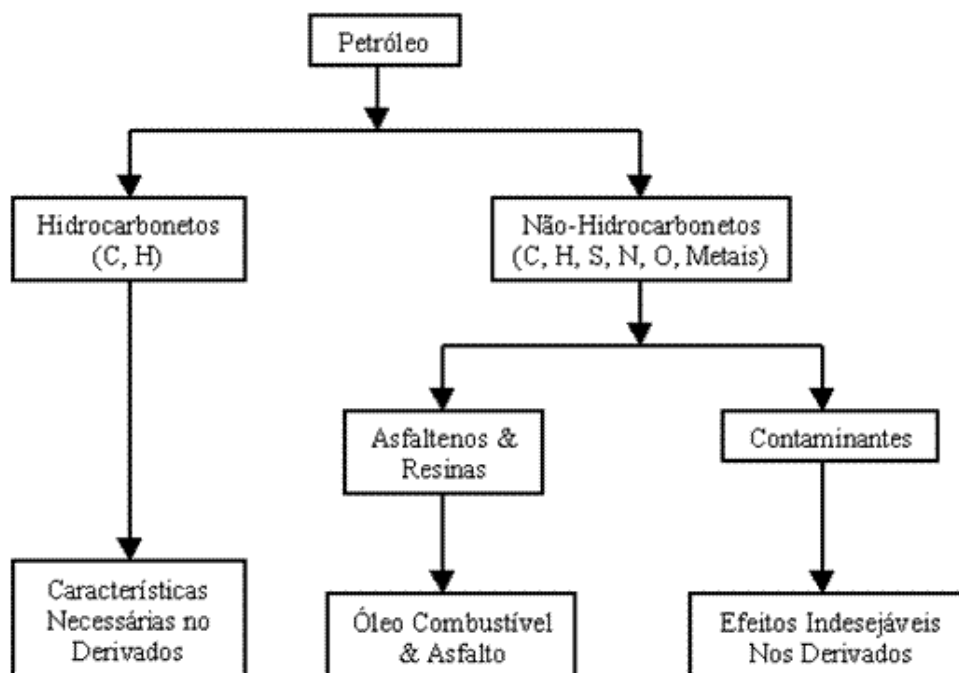 Petróleo
Hidrocarbonetos
(C, H)
Não-Hidrocarbonetos
(C, H, S, N, O, Metais)
Asfaltenos &
Resinas
Contaminantes
Características
Necessárias no
Derivados
Óleo Combustível
& Asfalto
Efeitos Indesejáveis
Nos Derivados